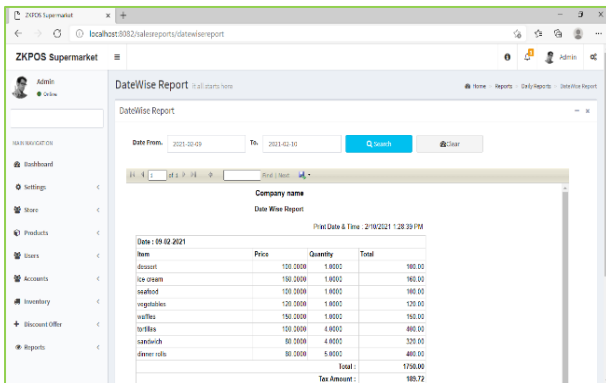 ZKPOS Supermarket
localhost:8082/salesreports/datewisereport
ZKPOS Supermarket
Admin
Admin
Online
DateWise Report It all starts here
Home Reports Daily Reports DateWise Report
DateWise Report
Date From. 2021-02-09 To. 2021-02-10 Search Clear
MAIN NAVIGATION
Dashboard
Settings
Store
Products
Users
Accounts
Inventory
Discount Offer
Reports
1 of 2 Find | Next
Company name
Date Wise Report
Print Date & Time : 2/10/2021 1:28:39 PM
Date : 09-02-2021
Item Price Quantity Total
dessert 100.0000 1.0000 100.00
ice cream 1.0000
seafood 100.0000 1.0000 100.00
vegetables 120.0000 1.0000 120.00
waffles 150.0000 1.0000 150.00
tortillas 100.0000 4.0000 400.00
sandwich 80.0000 4.0000 320.00
dinner rolls 80.0000 5.0000 400.00
Total : 1750.00
Tax Amount : 189.72